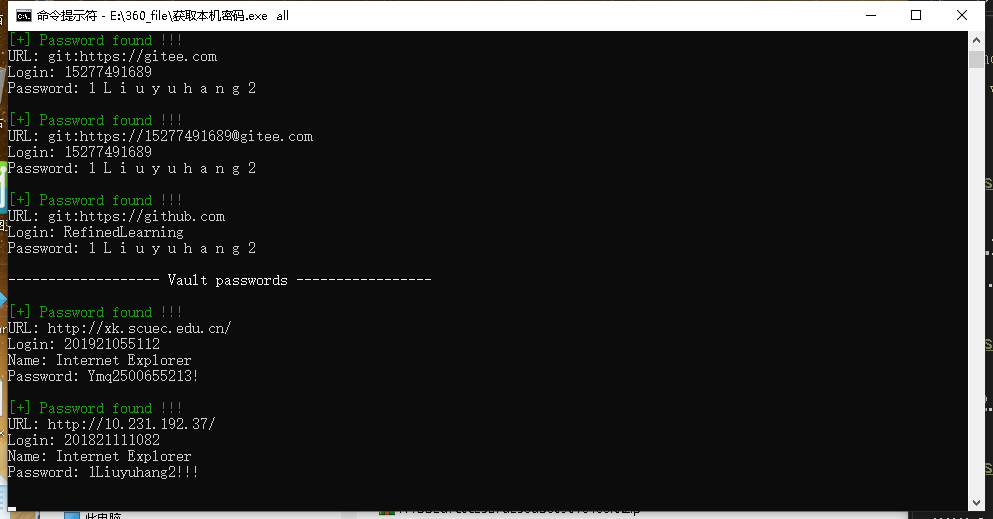 命令提示符 - E:\360_file\获取本机密码.exe all
[+] Password found !!!
URL: git:https://gitee.com
Login: 15277491689
Password: 1 L i u y u h a n g 2
[+] Password found !!!
URL: git:https://15277491689@gitee.com
Login: 15277491689
Password: 1 L i u y u h a n g 2
[+] Password found !!!
URL: git:https://github.com
Login: RefinedLearning
Password: 1 L i u y u h a n g 2
------------------- Vault passwords -----------------
[+] Password found !!!
URL: http://xk.scuec.edu.cn/
Login: 201921055112
Name: Internet Explorer
Password: Ymq2500655213!
[+] Password found !!!
URL: http://10.231.192.37/
Login: 201821111082
Name: Internet Explorer
Password: 1Liuyuhang2!!!
此电脑